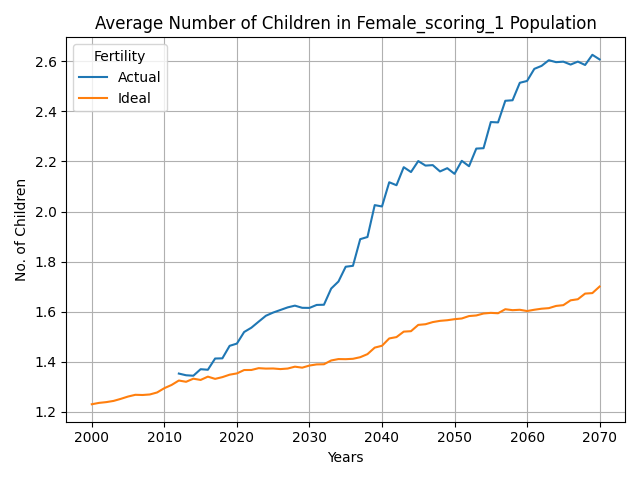 Average Number of Children in Female_scoring_1 Population
Fertility
Actual
Ideal
No. of Children
2.6
2.4
2.2
2.0
1.8
1.6
1.4
1.2
2000 2010 2020 2030 2040 2050 2060 2070
Years